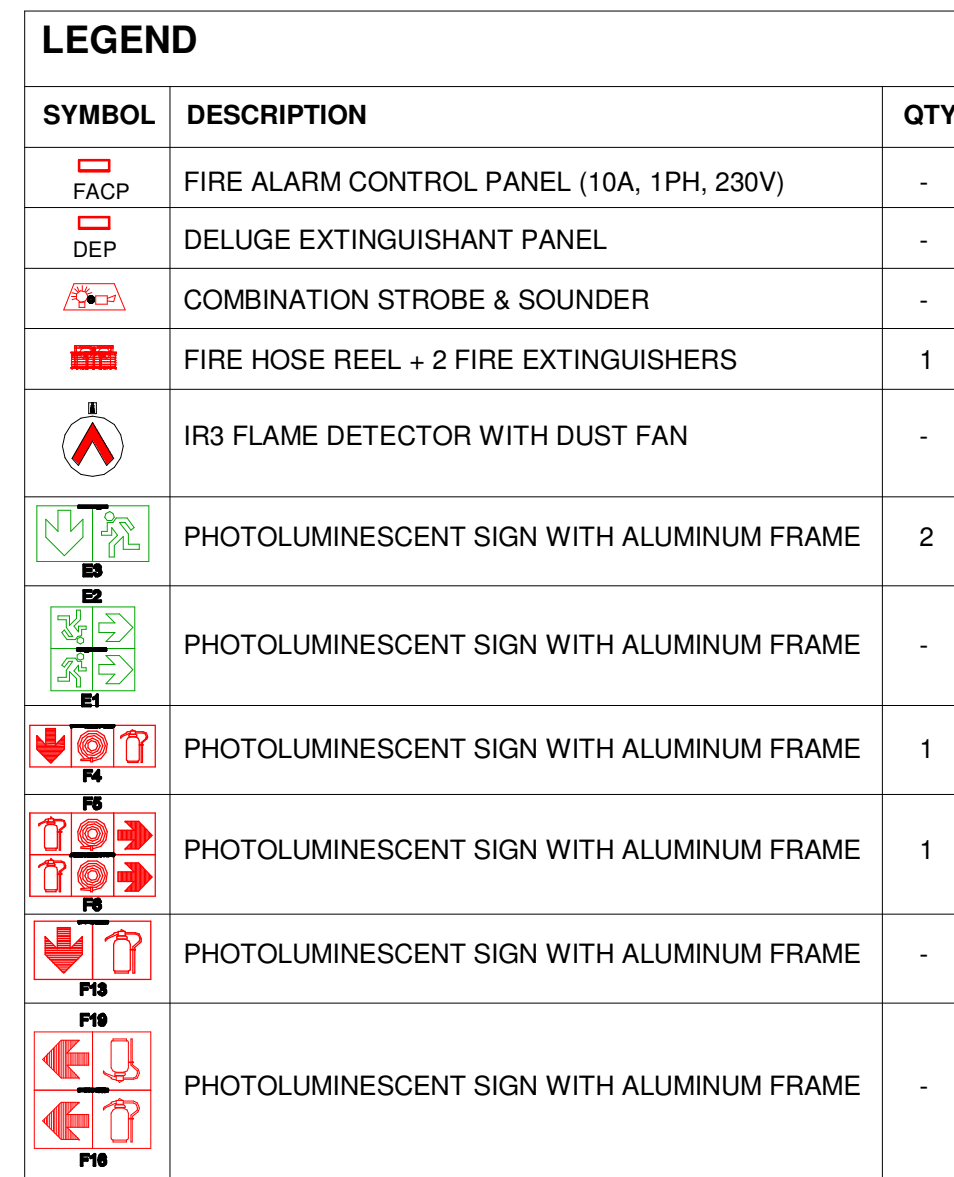 LEGEND
SYMBOL DESCRIPTION QTY
FACP FIRE ALARM CONTROL PANEL (10A, 1PH, 230V) -
DEP DELUGE EXTINGUISHANT PANEL -
COMBINATION STROBE & SOUNDER -
FIRE HOSE REEL + 2 FIRE EXTINGUISHERS 1
IR3 FLAME DETECTOR WITH DUST FAN -
PHOTOLUMINESCENT SIGN WITH ALUMINUM FRAME 2
E3
E2
PHOTOLUMINESCENT SIGN WITH ALUMINUM FRAME -
E1
PHOTOLUMINESCENT SIGN WITH ALUMINUM FRAME 1
F4
F5
PHOTOLUMINESCENT SIGN WITH ALUMINUM FRAME 1
F6
PHOTOLUMINESCENT SIGN WITH ALUMINUM FRAME -
F13
F19
PHOTOLUMINESCENT SIGN WITH ALUMINUM FRAME -
F16